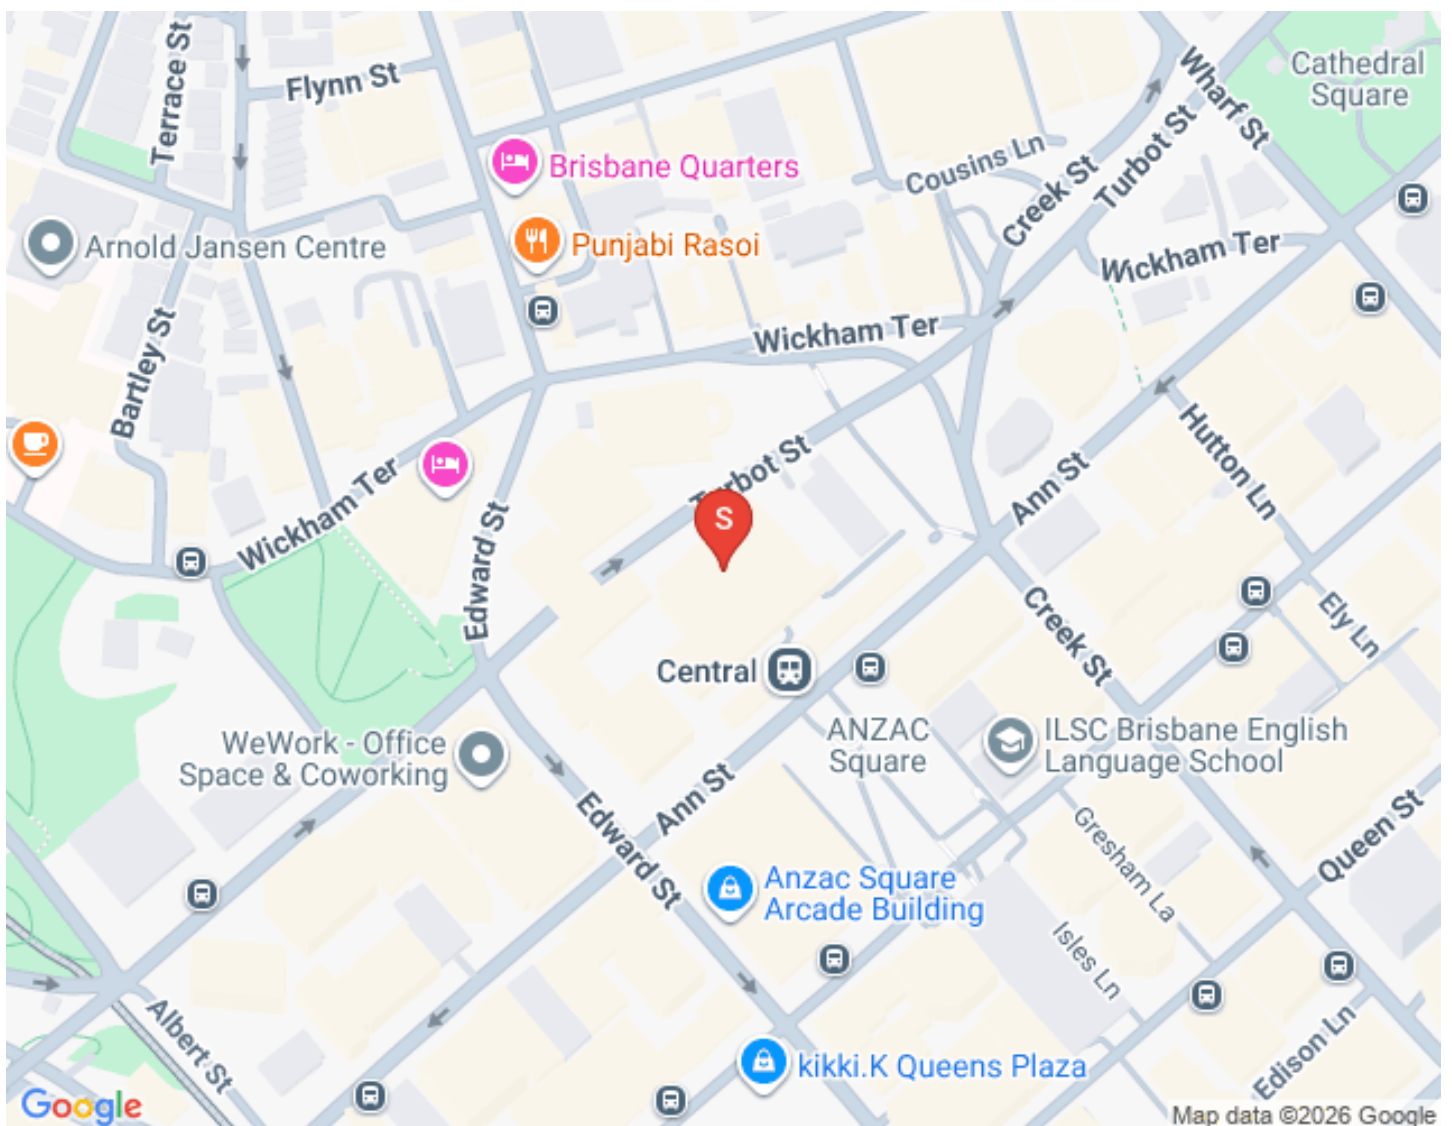 Terrace St
Flynn St
Wharf St
Cathedral
Square
Turbot St
Brisbane Quarters
Cousins Ln
Creek St
Arnold Jansen Centre
Punjabi Rasoi
Wickham Ter
Wickham Ter
Bartley St
Hutton Ln
Wickham Ter
Turbot St
Ann St
S
Edward St
Creek St
Ely Ln
Central
ANZAC
Square
ILSC Brisbane English
Language School
WeWork - Office
Space & Coworking
Ann St
Edward St
Gresham La
Queen St
Anzac Square
Arcade Building
Isles Ln
Albert St
kikki.K Queens Plaza
Edison Ln
Google
Map data ©2026 Google